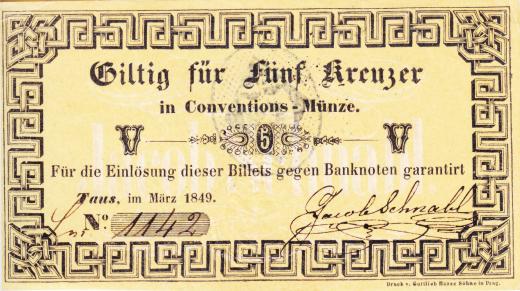 Giltig für Fünf Kreuzer
in Conventions-Münze.
V 5 V
Für die Einlösung dieser Billets gegen Banknoten garantirt
Taus, im März 1849.
No. 1142
Jacob Schnabl
Druck v. Gottlieb Haase Söhne in Prag.